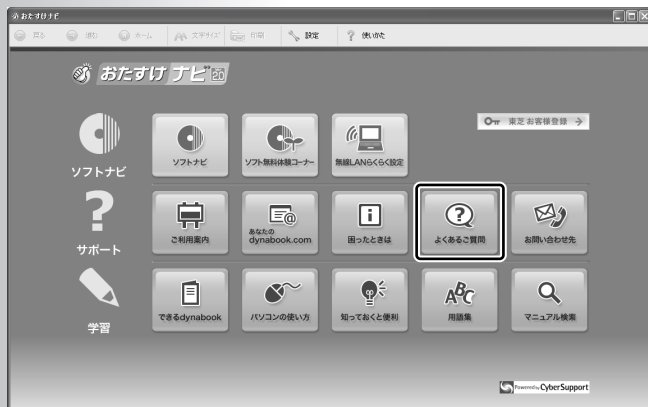 おたすけナビ
戻る 進む ホーム 文字サイズ 印刷 設定 使いかた
おたすけナビ 2.0
東芝お客様登録
ソフトナビ
ソフトナビ ソフト無料体験コーナー 無線LANらくらく設定
サポート
ご利用案内 あなたの dynabook.com 困ったときは よくあるご質問 お問い合わせ先
学習
できるdynabook パソコンの使い方 知っておくと便利 ABC 用語集 マニュアル検索
Powered by CyberSupport